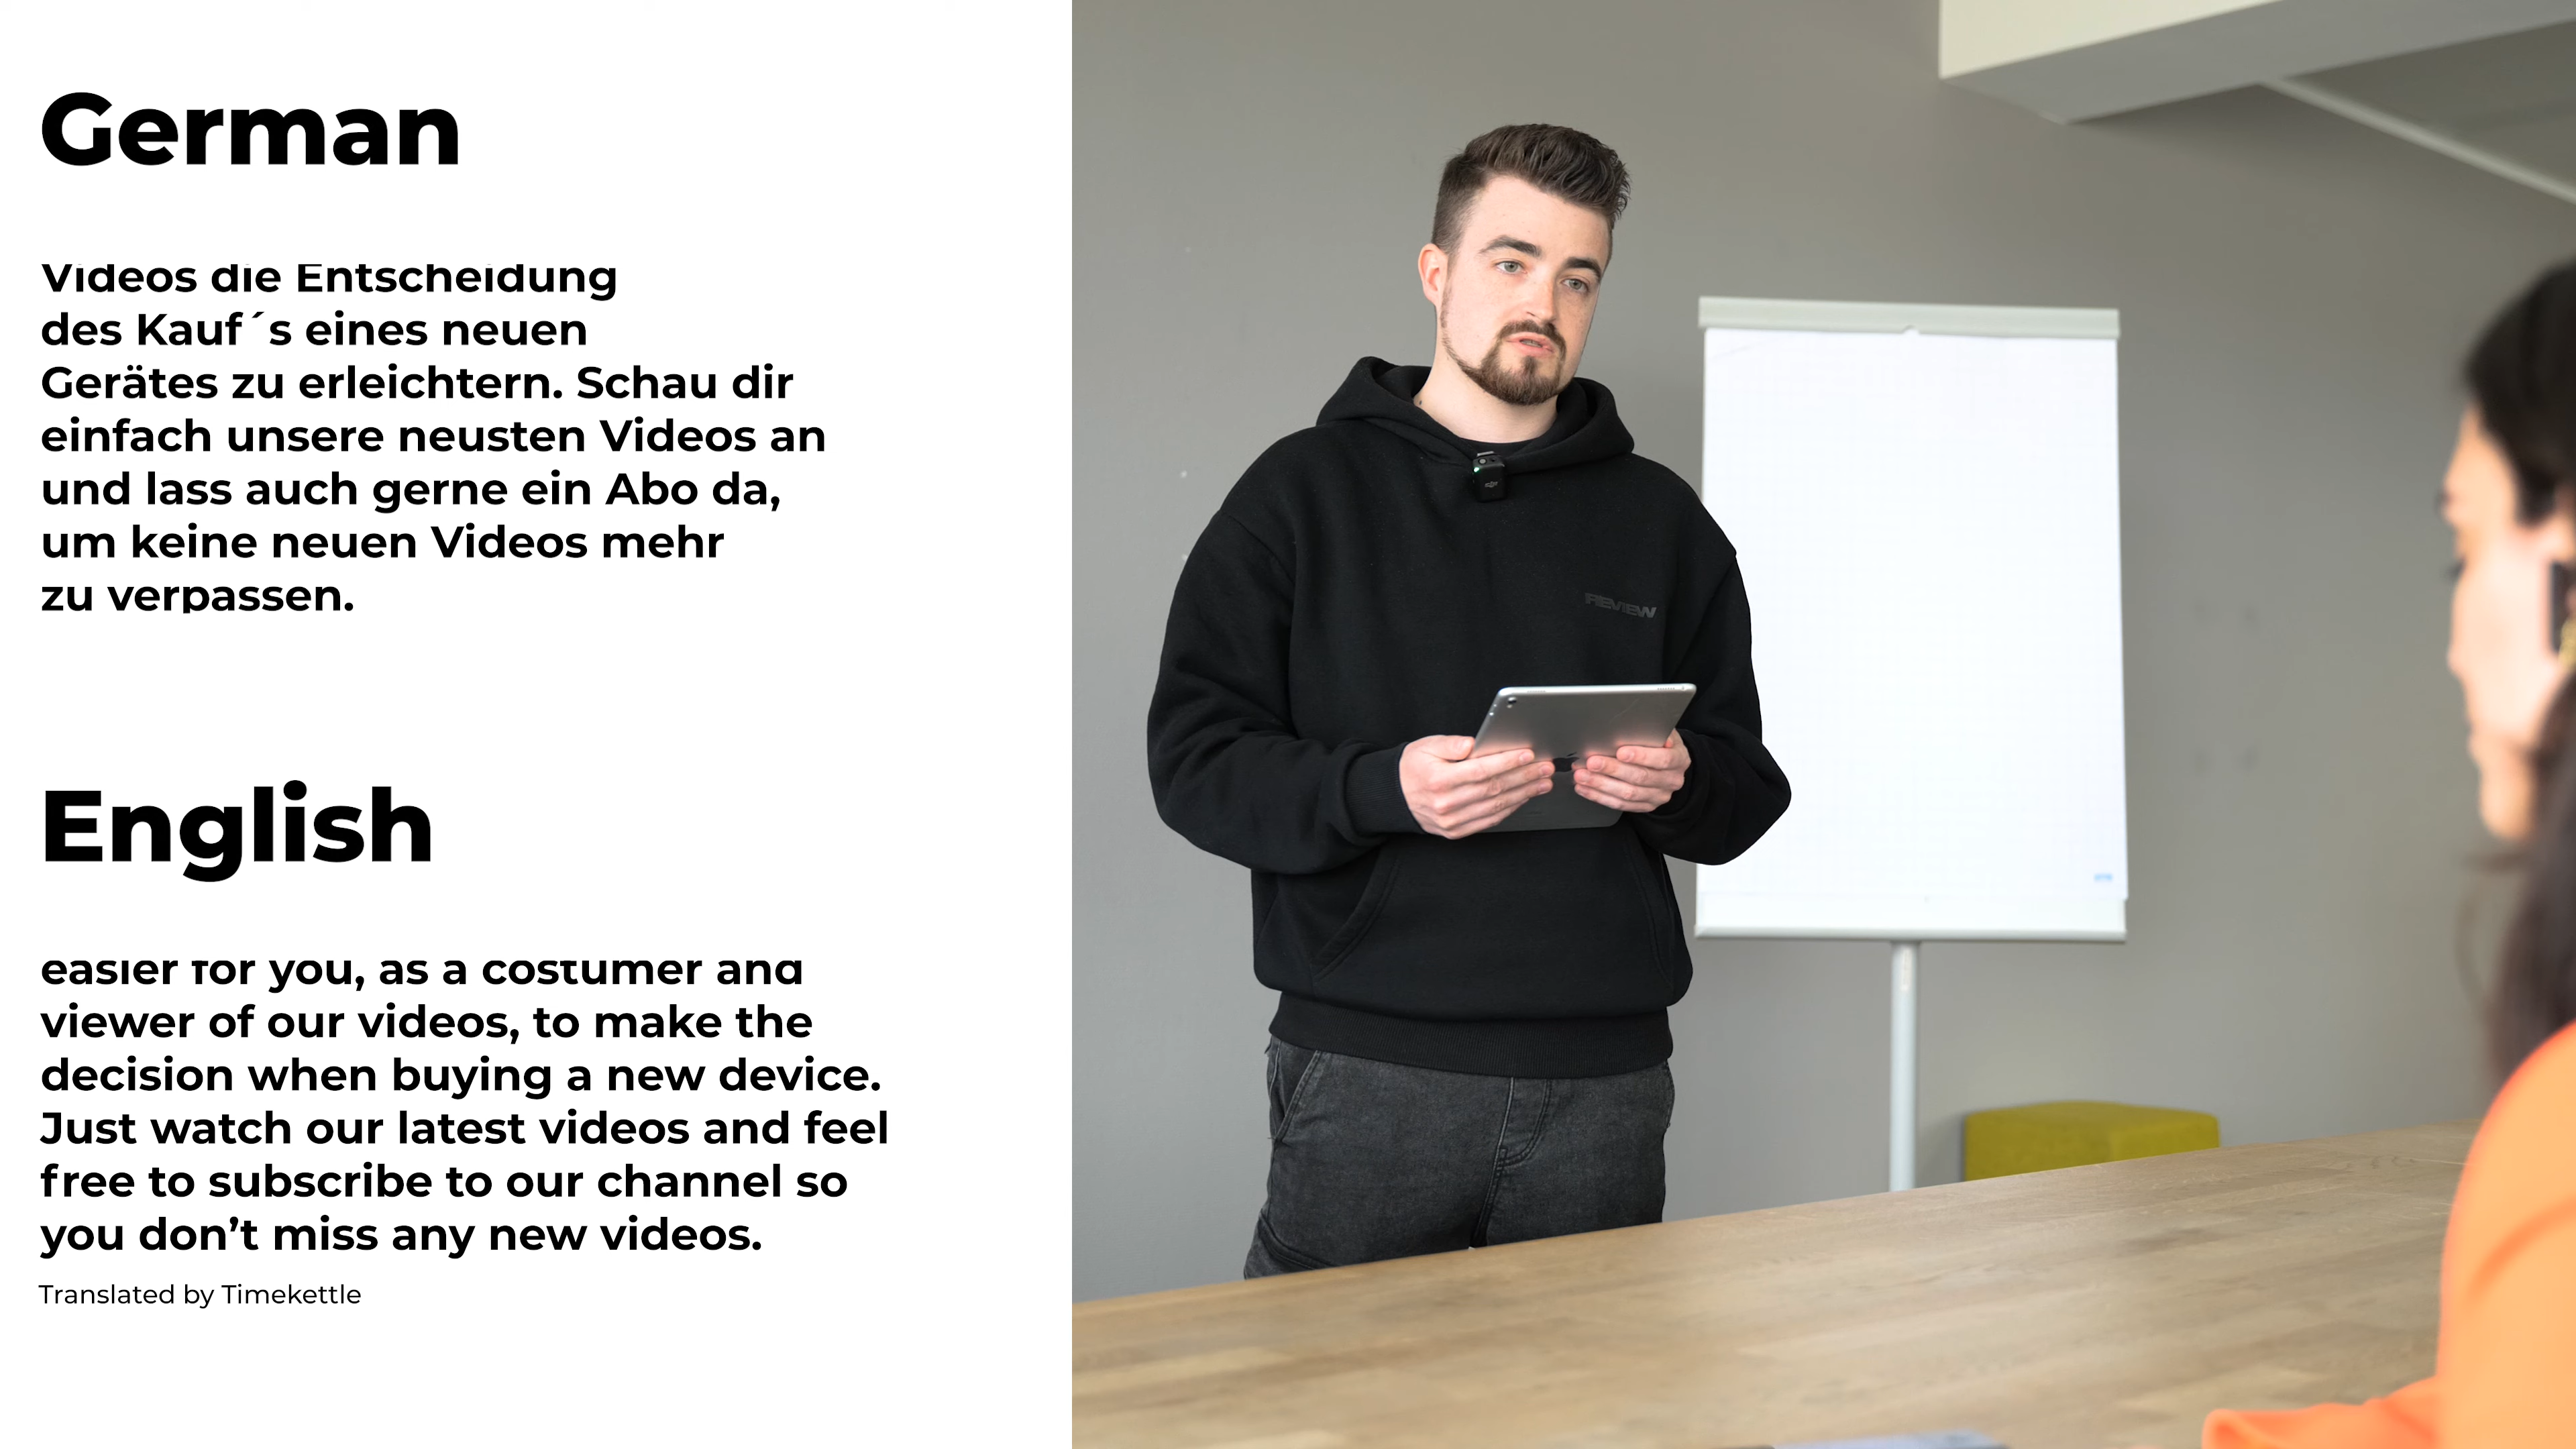 German
Videos die Entscheidung
des Kauf´s eines neuen
Gerätes zu erleichtern. Schau dir
einfach unsere neusten Videos an
und lass auch gerne ein Abo da,
um keine neuen Videos mehr
zu verpassen.
English
easier for you, as a costumer and
viewer of our videos, to make the
decision when buying a new device.
Just watch our latest videos and feel
free to subscribe to our channel so
you don’t miss any new videos.
Translated by Timekettle
REVIEW